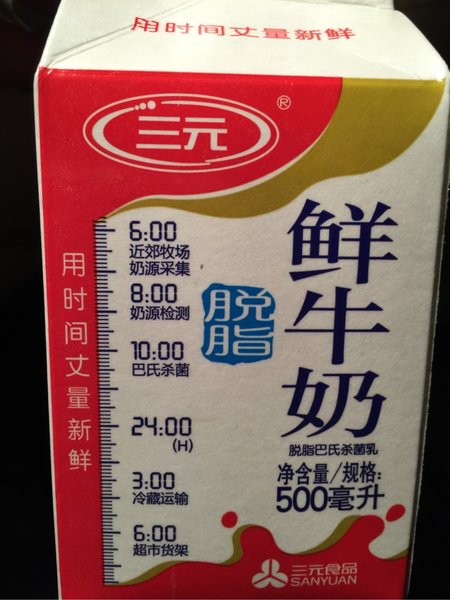 用时间丈量新鲜
三元
®
用时间丈量新鲜
6:00
近郊牧场
奶源采集
8:00
奶源检测
10:00
巴氏杀菌
24:00
(H)
3:00
冷藏运输
6:00
超市货架
脱脂
鲜牛奶
脱脂巴氏杀菌乳
净含量/规格:
500毫升
三元食品
SANYUAN